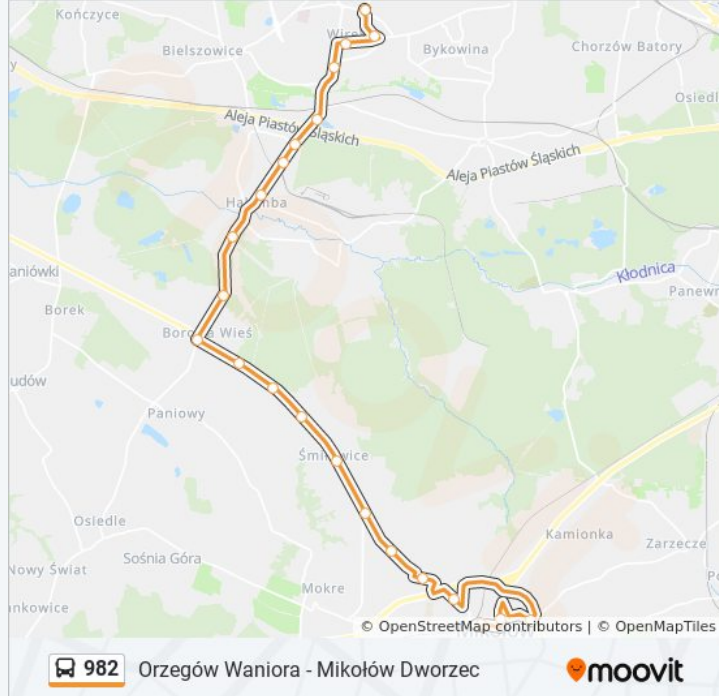 Kończyce
Wirek
Bielszowice
Bykowina
Chorzów Batory
Osiedl
Aleja Piastów Śląskich
Aleja Piastów Śląskich
Halemba
Kłodnica
aniówki
Panew
Borek
Borowa Wieś
udów
Paniowy
Śmiłowice
Osiedle
Kamionka
Zarzecze
Sośnia Góra
Nowy Świat
Mokre
ankowice
© OpenStreetMap contributors | © OpenMapTiles
982 Orzegów Waniora - Mikołów Dworzec
moovit